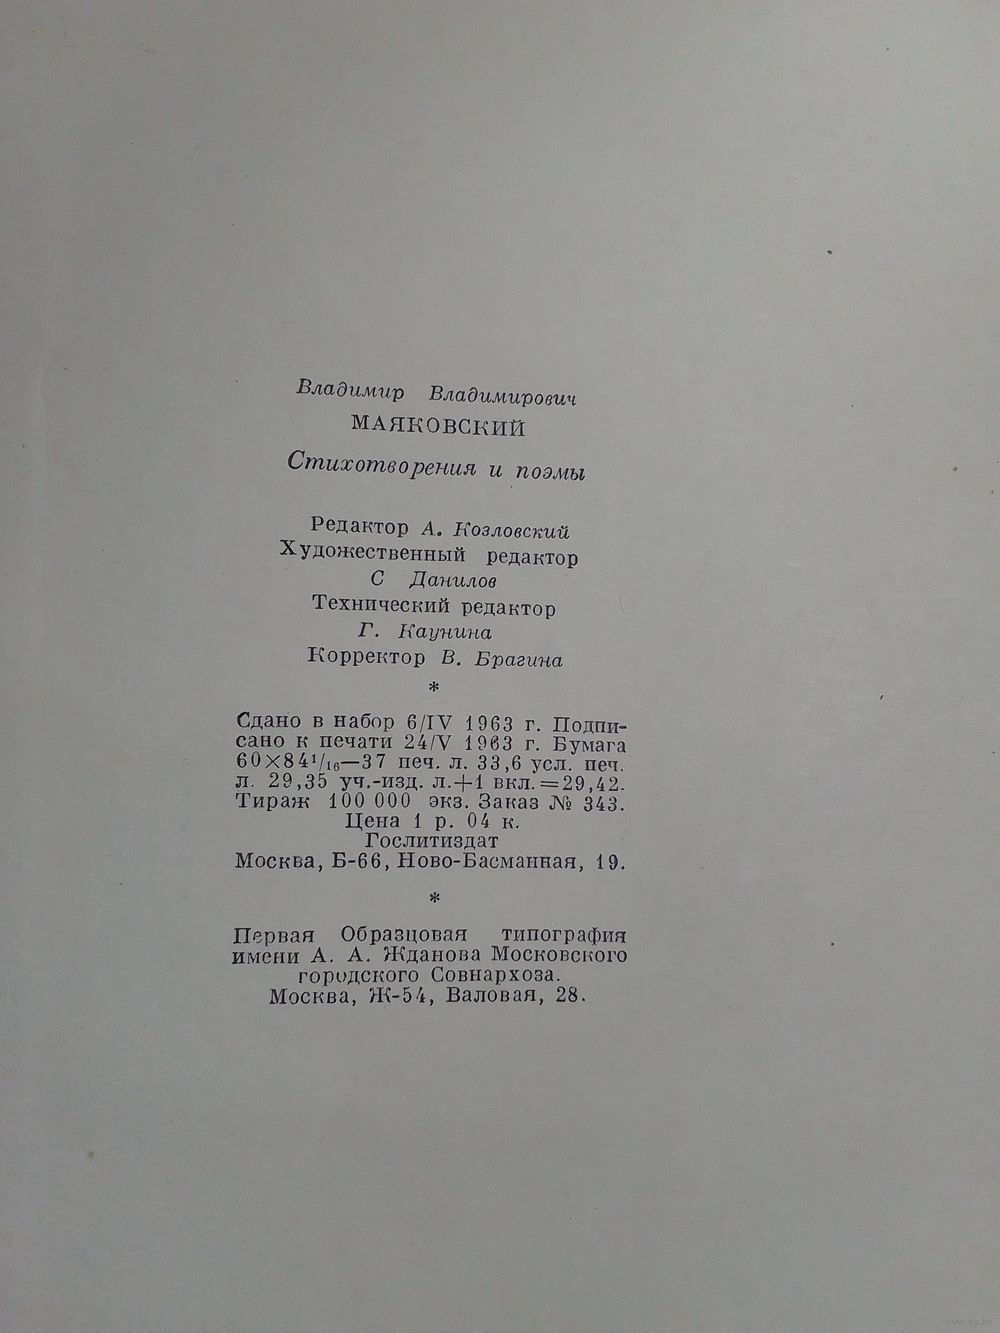 Владимир Владимирович
МАЯКОВСКИЙ
Стихотворения и поэмы
Редактор А. Козловский
Художественный редактор
С Данилов
Технический редактор
Г. Каунина
Корректор В. Брагина
*
Сдано в набор 6/IV 1963 г. Подпи-
сано к печати 24/V 1963 г. Бумага
60×84¹/₁₆—37 печ. л. 33,6 усл. печ.
л. 29,35 уч.-изд. л.+1 вкл.=29,42.
Тираж 100 000 экз. Заказ № 343.
Цена 1 р. 04 к.
Гослитиздат
Москва, Б-66, Ново-Басманная, 19.
*
Первая Образцовая типография
имени А. А. Жданова Московского
городского Совнархоза.
Москва, Ж-54, Валовая, 28.
www.ay.by